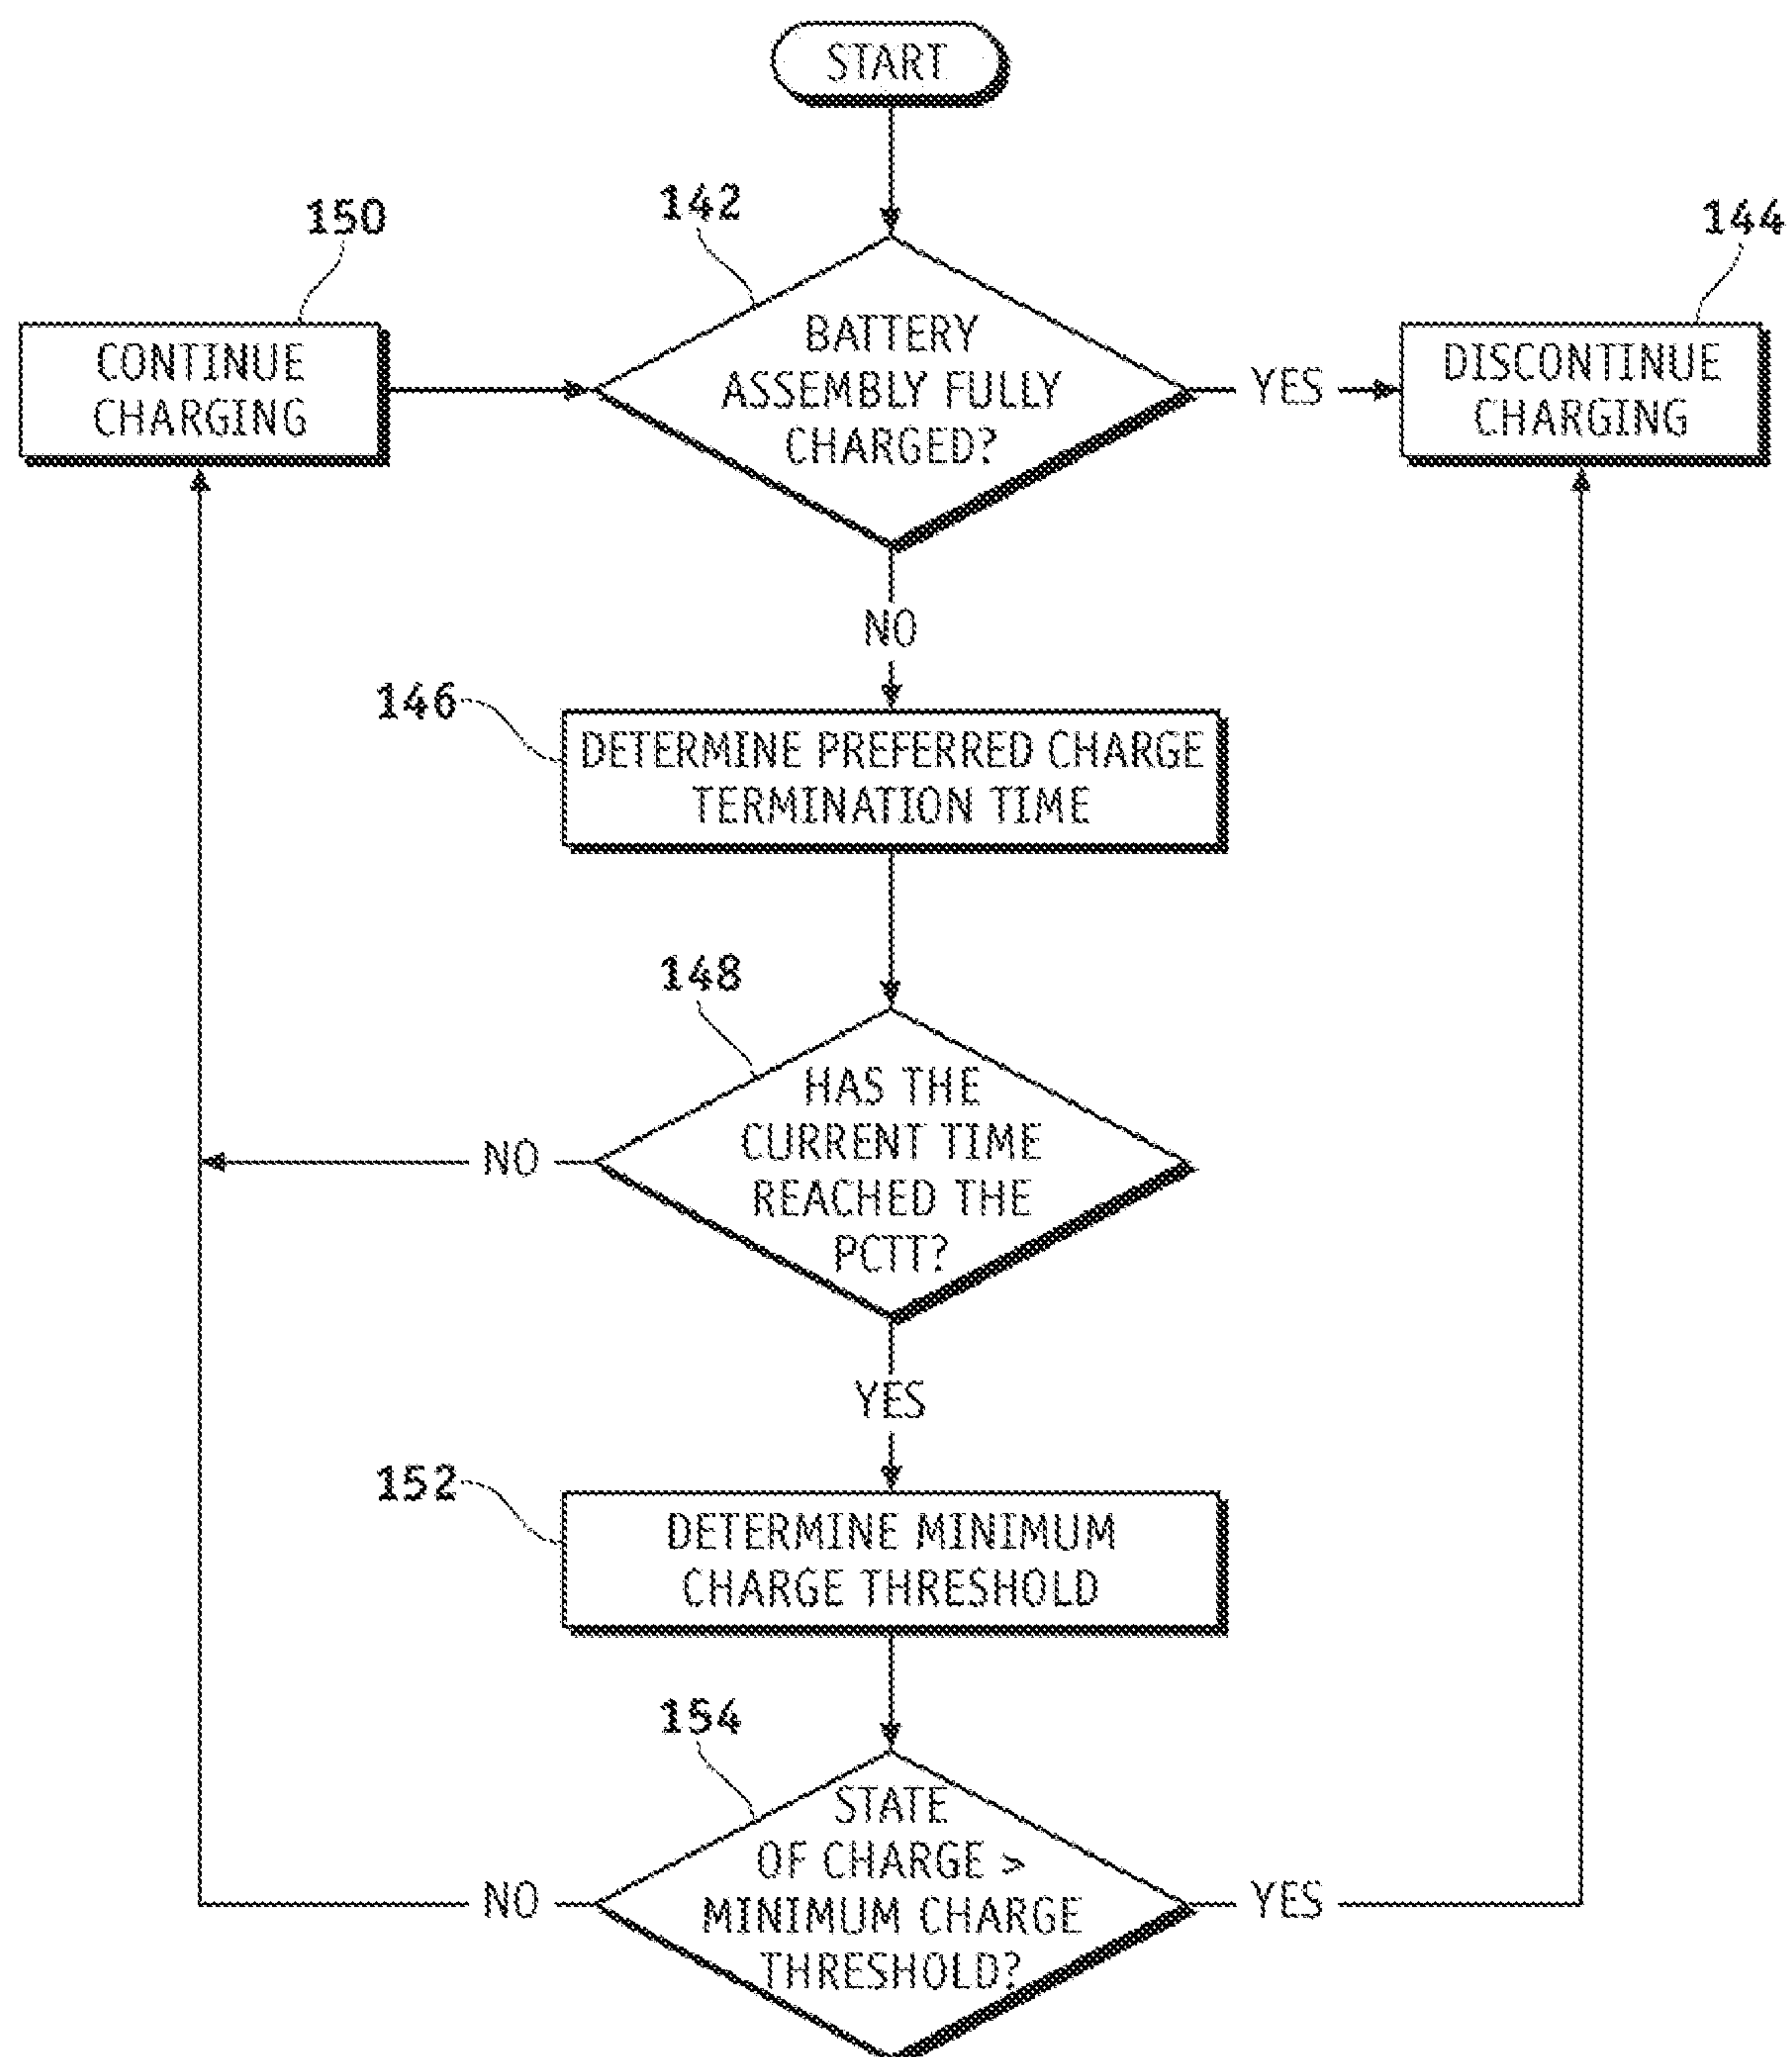 START
150
142
144
CONTINUE
CHARGING
BATTERY
ASSEMBLY FULLY
CHARGED?
YES
DISCONTINUE
CHARGING
NO
146
DETERMINE PREFERRED CHARGE
TERMINATION TIME
148
HAS THE
CURRENT TIME
REACHED THE
PCTT?
NO
YES
152
DETERMINE MINIMUM
CHARGE THRESHOLD
154
STATE
OF CHARGE >
MINIMUM CHARGE
THRESHOLD?
NO
YES